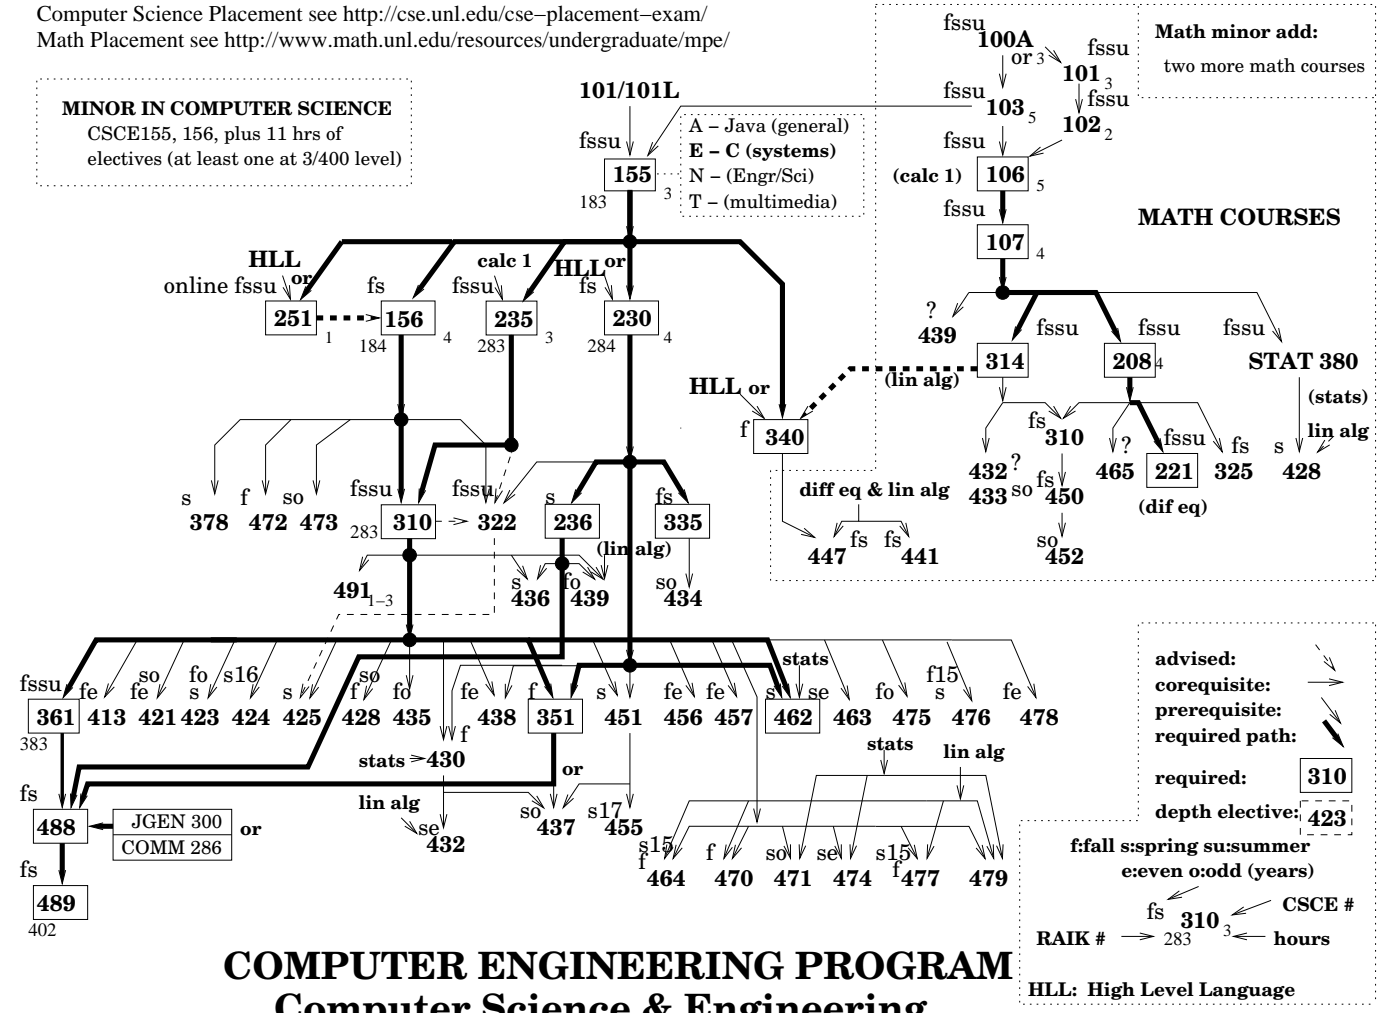 Computer Science Placement see http://cse.unl.edu/cse−placement−exam/
Math Placement see http://www.math.unl.edu/resources/undergraduate/mpe/
MINOR IN COMPUTER SCIENCE
CSCE155, 156, plus 11 hrs of
electives (at least one at 3/400 level)
101/101L
fssu
155
183
3
A − Java (general)
E − C (systems)
N − (Engr/Sci)
T − (multimedia)
fssu
100A
or 3
fssu
101 3
fssu
103 5
fssu
102 2
fssu
(calc 1) 106 5
fssu
107 4
Math minor add:
two more math courses
MATH COURSES
HLL
or
online fssu
251 1
fs
156
184
4
calc 1
fssu
235
283
3
HLL or
fs
230
284
4
?
439
fssu
314
(lin alg)
fssu
208 4
fssu
STAT 380
(stats)
lin alg
HLL or
f
340
fs
310
432 ?
433 so
fs
450
so
452
?
465
fssu
221
(dif eq)
fs
325
s
428
s
378
f
472
so
473
fssu
310
283
fssu
322
s
236
(lin alg)
fs
335
diff eq & lin alg
447 fs
fs 441
491 1−3
s
436
fo
439
so
434
fssu
361
383
fe
413
so
fe
421
fo
s
423
s16
424
s
425
so
f
428
fo
435
fe
438
f
351
s
451
fe
456
fe
457
stats
s
462
se
463
fo
475
f15
s
476
fe
478
f
stats
430
or
lin alg
se
432
so
437
s17
455
stats
lin alg
s15
f
464
f
470
so
471
se
474
s15
f
477
479
fs
488
JGEN 300
COMM 286
or
fs
489
402
advised:
corequisite:
prerequisite:
required path:
required: 310
depth elective: 423
f:fall s:spring su:summer
e:even o:odd (years)
fs
310
CSCE #
RAIK #
283
3
hours
HLL: High Level Language
COMPUTER ENGINEERING PROGRAM
Computer Science & Engineering